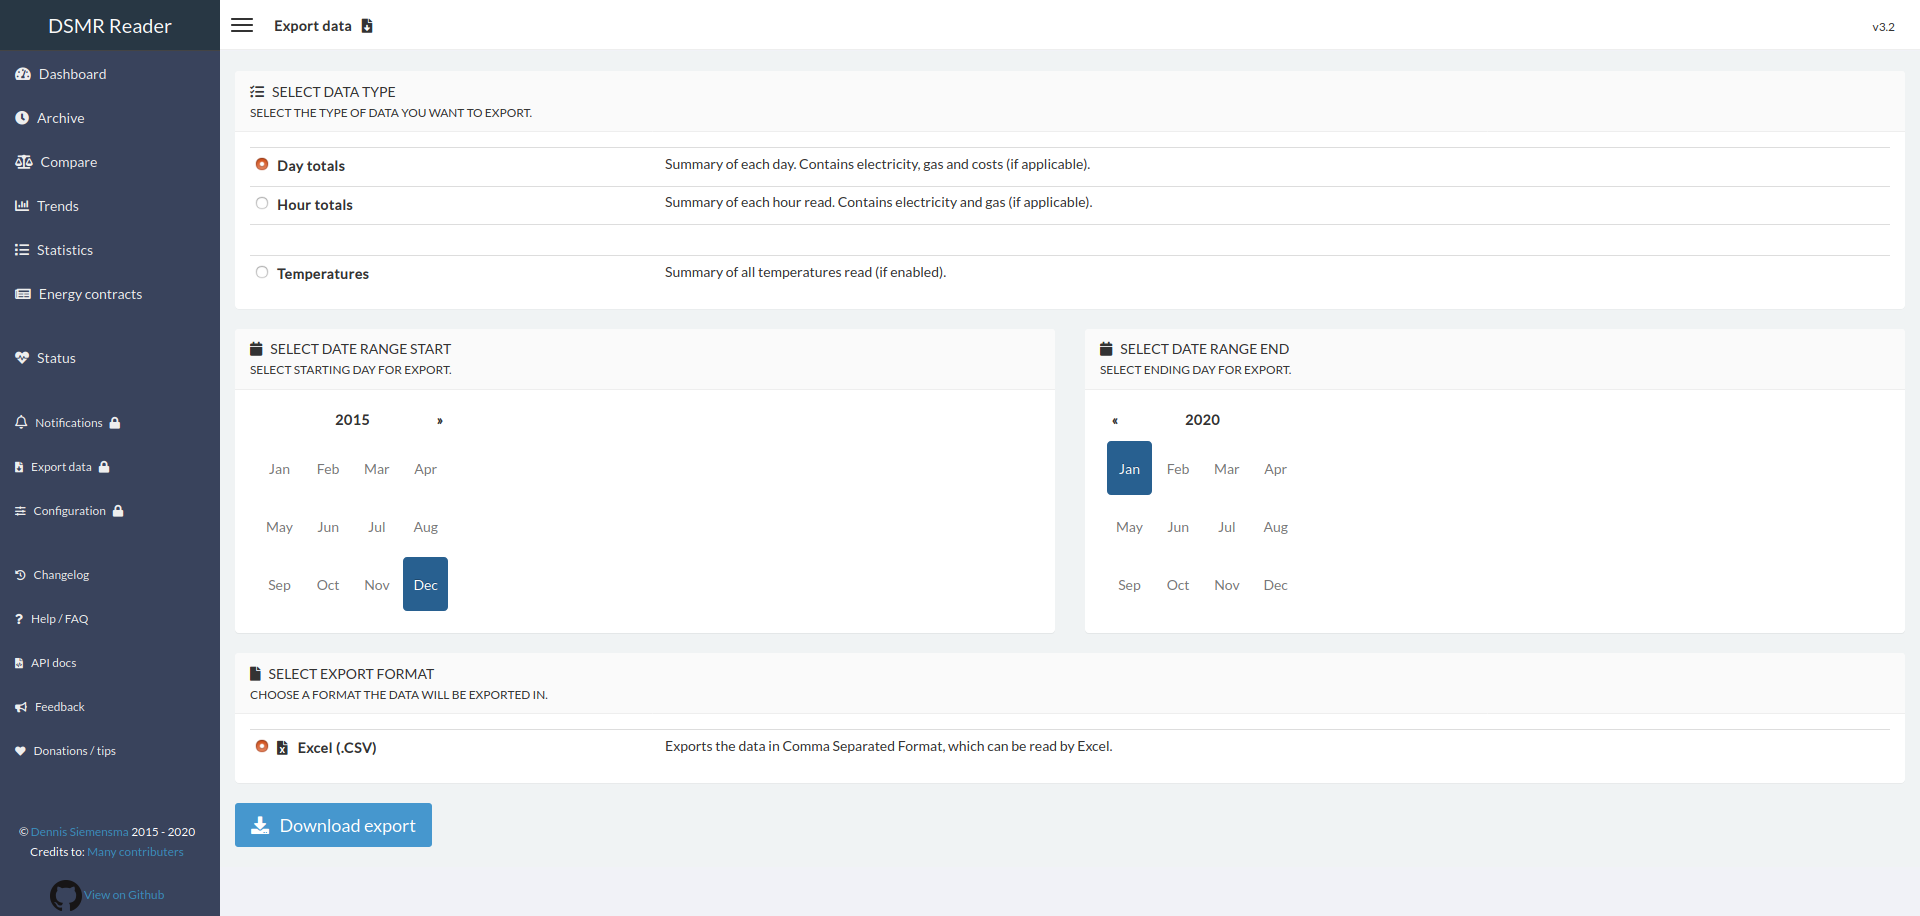 DSMR Reader
Export data
v3.2
Dashboard
Archive
Compare
Trends
Statistics
Energy contracts
Status
Notifications
Export data
Configuration
Changelog
Help / FAQ
API docs
Feedback
Donations / tips
© Dennis Siemensma 2015 - 2020
Credits to: Many contributers
View on Github
SELECT DATA TYPE
SELECT THE TYPE OF DATA YOU WANT TO EXPORT.
Day totals Summary of each day. Contains electricity, gas and costs (if applicable).
Hour totals Summary of each hour read. Contains electricity and gas (if applicable).
Temperatures Summary of all temperatures read (if enabled).
SELECT DATE RANGE START
SELECT STARTING DAY FOR EXPORT.
2015 »
Jan Feb Mar Apr
May Jun Jul Aug
Sep Oct Nov Dec
SELECT DATE RANGE END
SELECT ENDING DAY FOR EXPORT.
« 2020
Jan Feb Mar Apr
May Jun Jul Aug
Sep Oct Nov Dec
SELECT EXPORT FORMAT
CHOOSE A FORMAT THE DATA WILL BE EXPORTED IN.
Excel (.CSV) Exports the data in Comma Separated Format, which can be read by Excel.
Download export